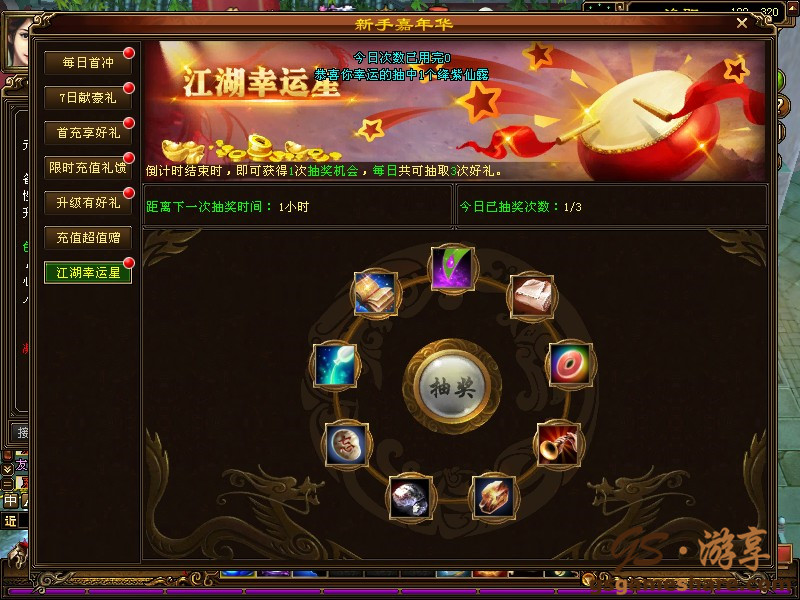 新手嘉年华
每日首冲
7日献豪礼
首充享好礼
限时充值礼馈
升级有好礼
充值超值赠
江湖幸运星
江湖幸运星
今日次数已用完0
恭喜你幸运的抽中1个绛紫仙露
倒计时结束时，即可获得1次抽奖机会，每日共可抽取3次好礼。
距离下一次抽奖时间：1小时
今日已抽奖次数：1/3
抽奖
接
友
申
近
GS·游享